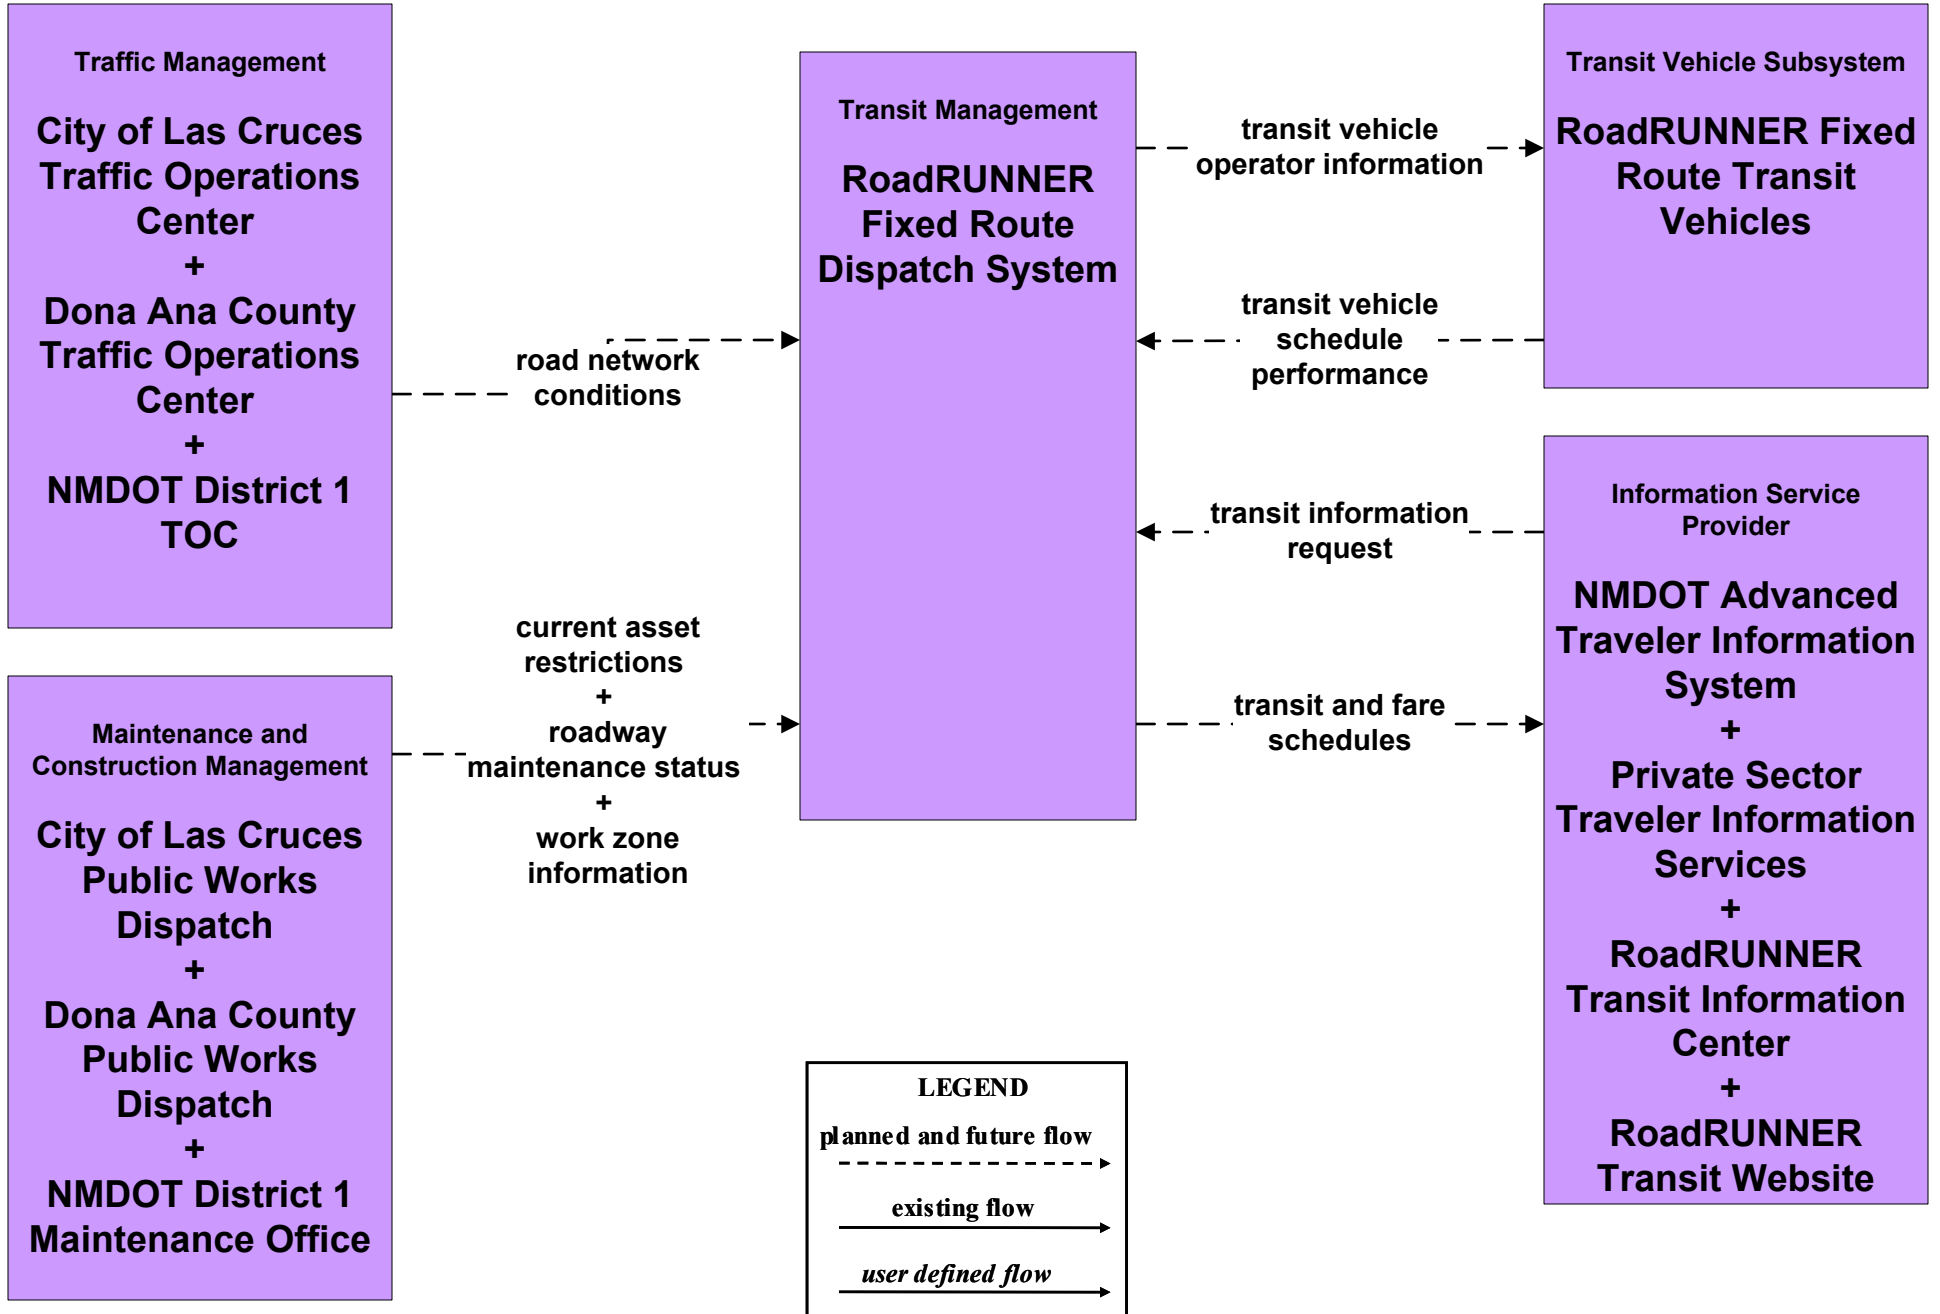 Traffic Management
City of Las Cruces
Traffic Operations
Center
+
Dona Ana County
Traffic Operations
Center
+
NMDOT District 1
TOC
Maintenance and
Construction Management
City of Las Cruces
Public Works
Dispatch
+
Dona Ana County
Public Works
Dispatch
+
NMDOT District 1
Maintenance Office
road network
conditions
current asset
restrictions
+
roadway
maintenance status
+
work zone
information
Transit Management
RoadRUNNER
Fixed Route
Dispatch System
transit vehicle
operator information
transit vehicle
schedule
performance
transit information
request
transit and fare
schedules
Transit Vehicle Subsystem
RoadRUNNER Fixed
Route Transit
Vehicles
Information Service
Provider
NMDOT Advanced
Traveler Information
System
+
Private Sector
Traveler Information
Services
+
RoadRUNNER
Transit Information
Center
+
RoadRUNNER
Transit Website
LEGEND
planned and future flow
existing flow
user defined flow